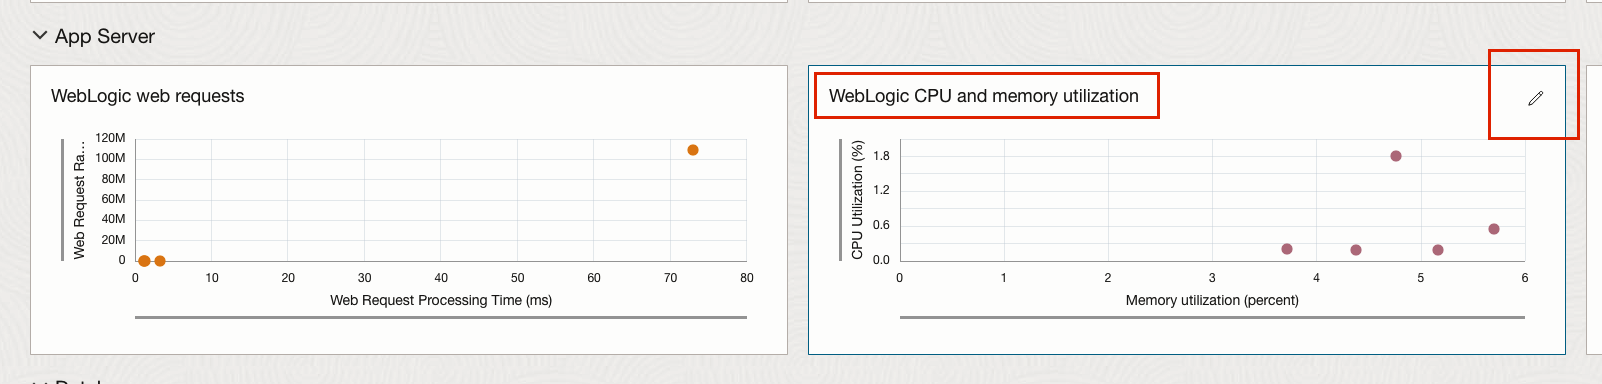 App Server
WebLogic web requests
Web Request Ra...
120M
100M
80M
60M
40M
20M
0
0 10 20 30 40 50 60 70 80
Web Request Processing Time (ms)
WebLogic CPU and memory utilization
CPU Utilization (%)
1.8
1.2
0.6
0.0
0 1 2 3 4 5 6
Memory utilization (percent)